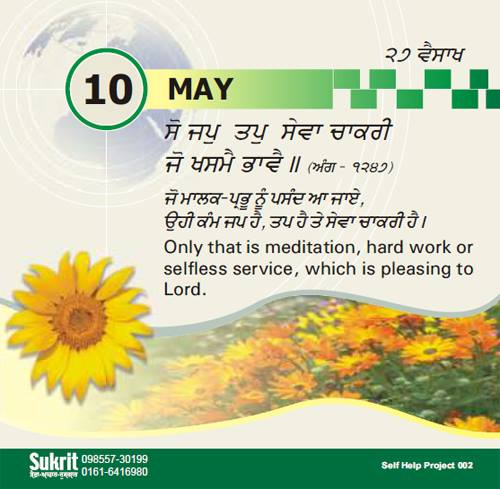 ੨੭ ਵੈਸਾਖ
10 MAY
ਸੋ ਜਪੁ ਤਪੁ ਸੇਵਾ ਚਾਕਰੀ
ਜੋ ਖਸਮੈ ਭਾਵੈ ॥ (ਅੰਗ - ੧੨੪੭)
ਜੋ ਮਾਲਕ-ਪ੍ਰਭੂ ਨੂੰ ਪਸੰਦ ਆ ਜਾਏ,
ਉਹੀ ਕੰਮ ਜਪ ਹੈ, ਤਪ ਹੈ ਤੇ ਸੇਵਾ ਚਾਕਰੀ ਹੈ।
Only that is meditation, hard work or
selfless service, which is pleasing to
Lord.
Sukrit 098557-30199
0161-6416980
Self Help Project 002